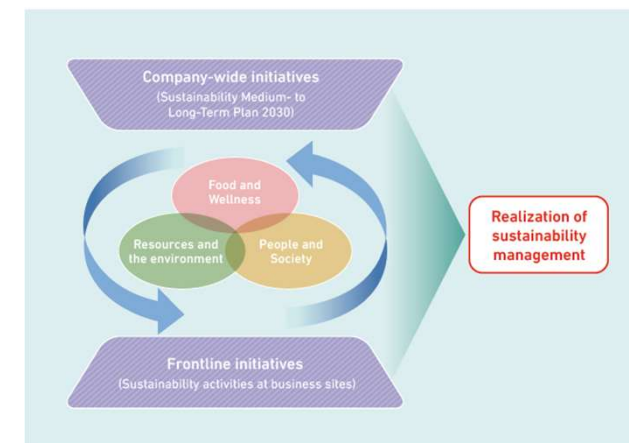 Company-wide initiatives
(Sustainability Medium- to
Long-Term Plan 2030)
Food and
Wellness
Resources and
the environment
People and
Society
Realization of
sustainability
management
Frontline initiatives
(Sustainability activities at business sites)